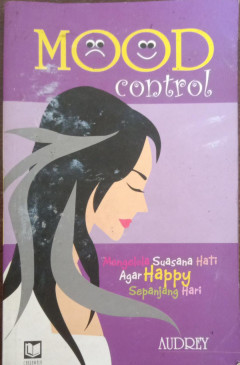 MOOD
control
Mengelola Suasana Hati
Agar Happy
Sepanjang Hari
AUDREY